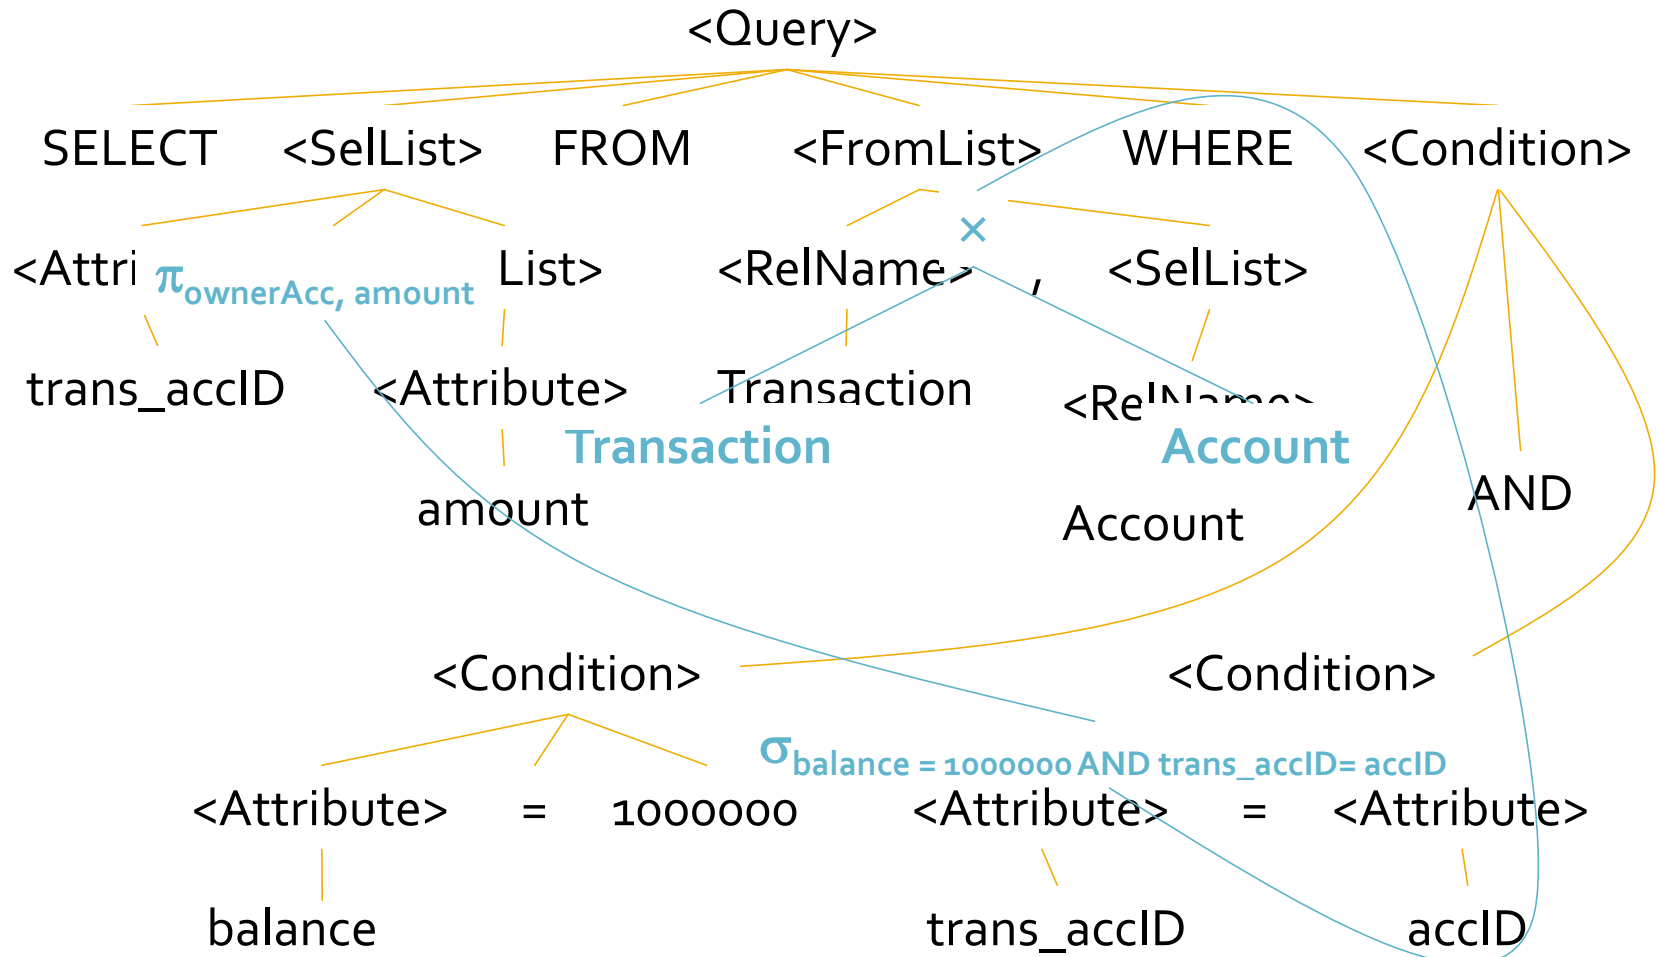 <Query>
SELECT <SelList> FROM <FromList> WHERE <Condition>
×
<Attri List> <RelName> , <SelList>
πownerAcc, amount
trans_accID <Attribute> Transaction <RelName>
Transaction Account
amount Account AND
<Condition> <Condition>
σbalance = 1000000 AND trans_accID= accID
<Attribute> = 1000000 <Attribute> = <Attribute>
balance trans_accID accID